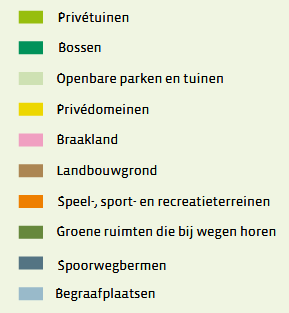 Privétuinen
Bossen
Openbare parken en tuinen
Privédomeinen
Braakland
Landbouwgrond
Speel-, sport- en recreatieterreinen
Groene ruimten die bij wegen horen
Spoorwegbermen
Begraafplaatsen